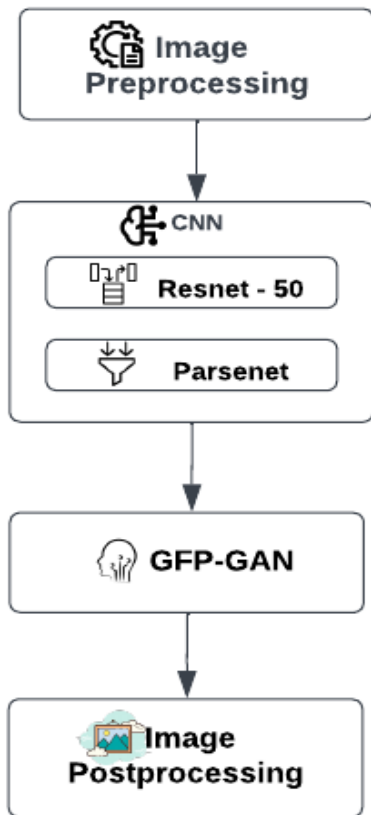 Image
Preprocessing
CNN
Resnet - 50
Parsenet
GFP-GAN
Image
Postprocessing